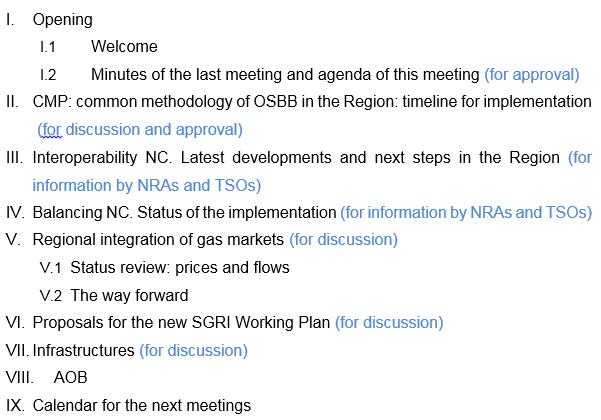 I. Opening
I.1 Welcome
I.2 Minutes of the last meeting and agenda of this meeting (for approval)
II. CMP: common methodology of OSBB in the Region: timeline for implementation
(for discussion and approval)
III. Interoperability NC. Latest developments and next steps in the Region (for
information by NRAs and TSOs)
IV. Balancing NC. Status of the implementation (for information by NRAs and TSOs)
V. Regional integration of gas markets (for discussion)
V.1 Status review: prices and flows
V.2 The way forward
VI. Proposals for the new SGRI Working Plan (for discussion)
VII. Infrastructures (for discussion)
VIII. AOB
IX. Calendar for the next meetings